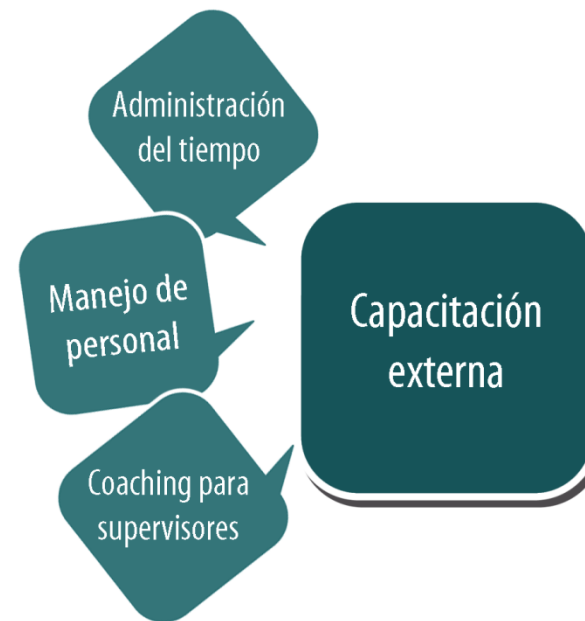 Administración
del tiempo
Manejo de
personal
Coaching para
supervisores
Capacitación
externa